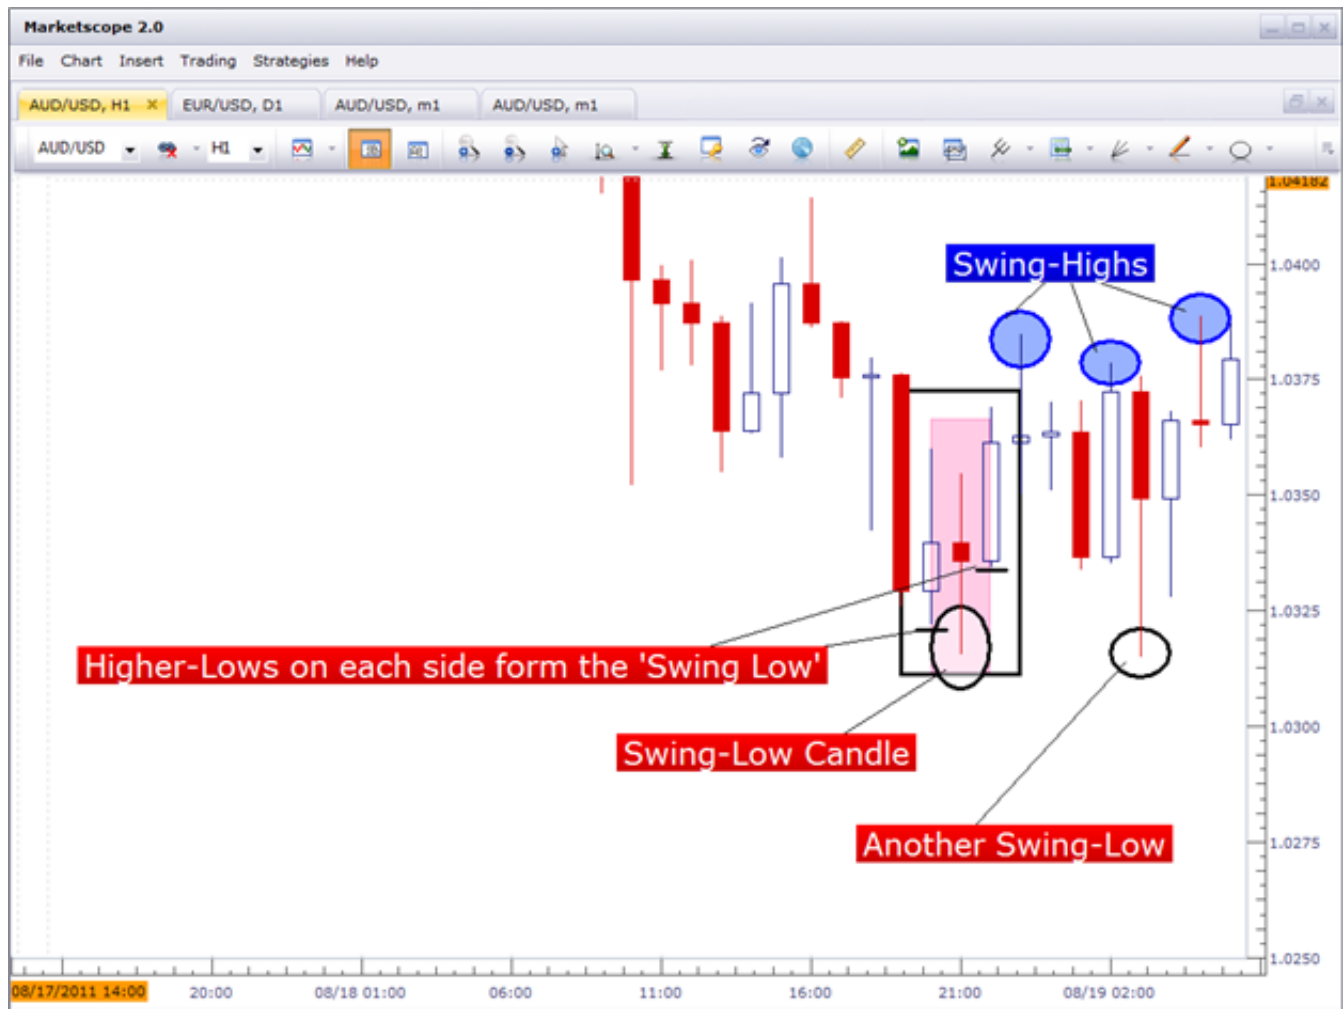 Marketscope 2.0
File Chart Insert Trading Strategies Help
AUD/USD, H1 EUR/USD, D1 AUD/USD, m1 AUD/USD, m1
AUD/USD H1
1.04182
Swing-Highs
1.0400
1.0375
1.0350
1.0325
Higher-Lows on each side form the 'Swing Low'
1.0300
Swing-Low Candle
Another Swing-Low
1.0275
1.0250
08/17/2011 14:00 20:00 08/18 01:00 06:00 11:00 16:00 21:00 08/19 02:00